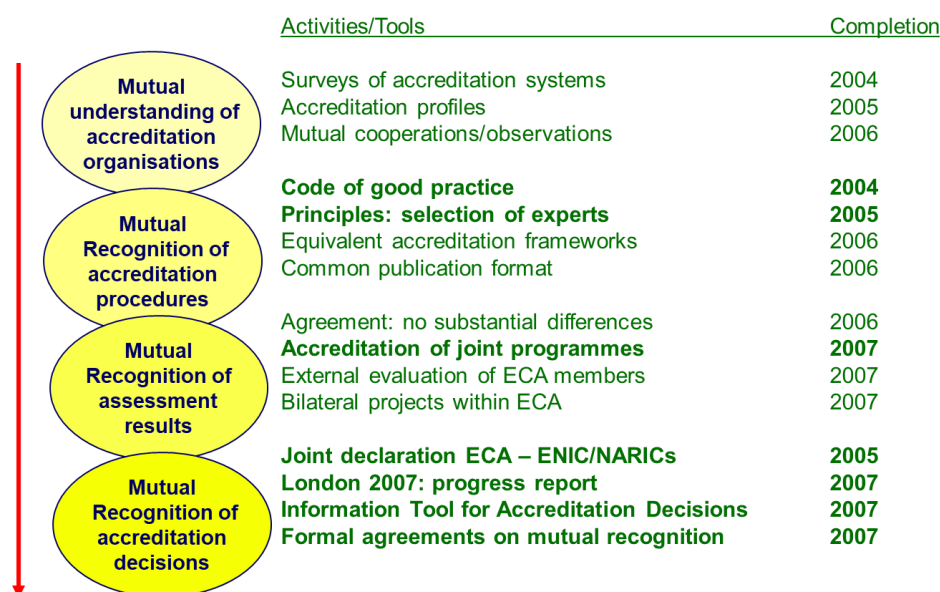 Activities/Tools Completion
Mutual
understanding of
accreditation
organisations
Surveys of accreditation systems 2004
Accreditation profiles 2005
Mutual cooperations/observations 2006
Mutual
Recognition of
accreditation
procedures
Code of good practice 2004
Principles: selection of experts 2005
Equivalent accreditation frameworks 2006
Common publication format 2006
Mutual
Recognition of
assessment
results
Agreement: no substantial differences 2006
Accreditation of joint programmes 2007
External evaluation of ECA members 2007
Bilateral projects within ECA 2007
Mutual
Recognition of
accreditation
decisions
Joint declaration ECA – ENIC/NARICs 2005
London 2007: progress report 2007
Information Tool for Accreditation Decisions 2007
Formal agreements on mutual recognition 2007